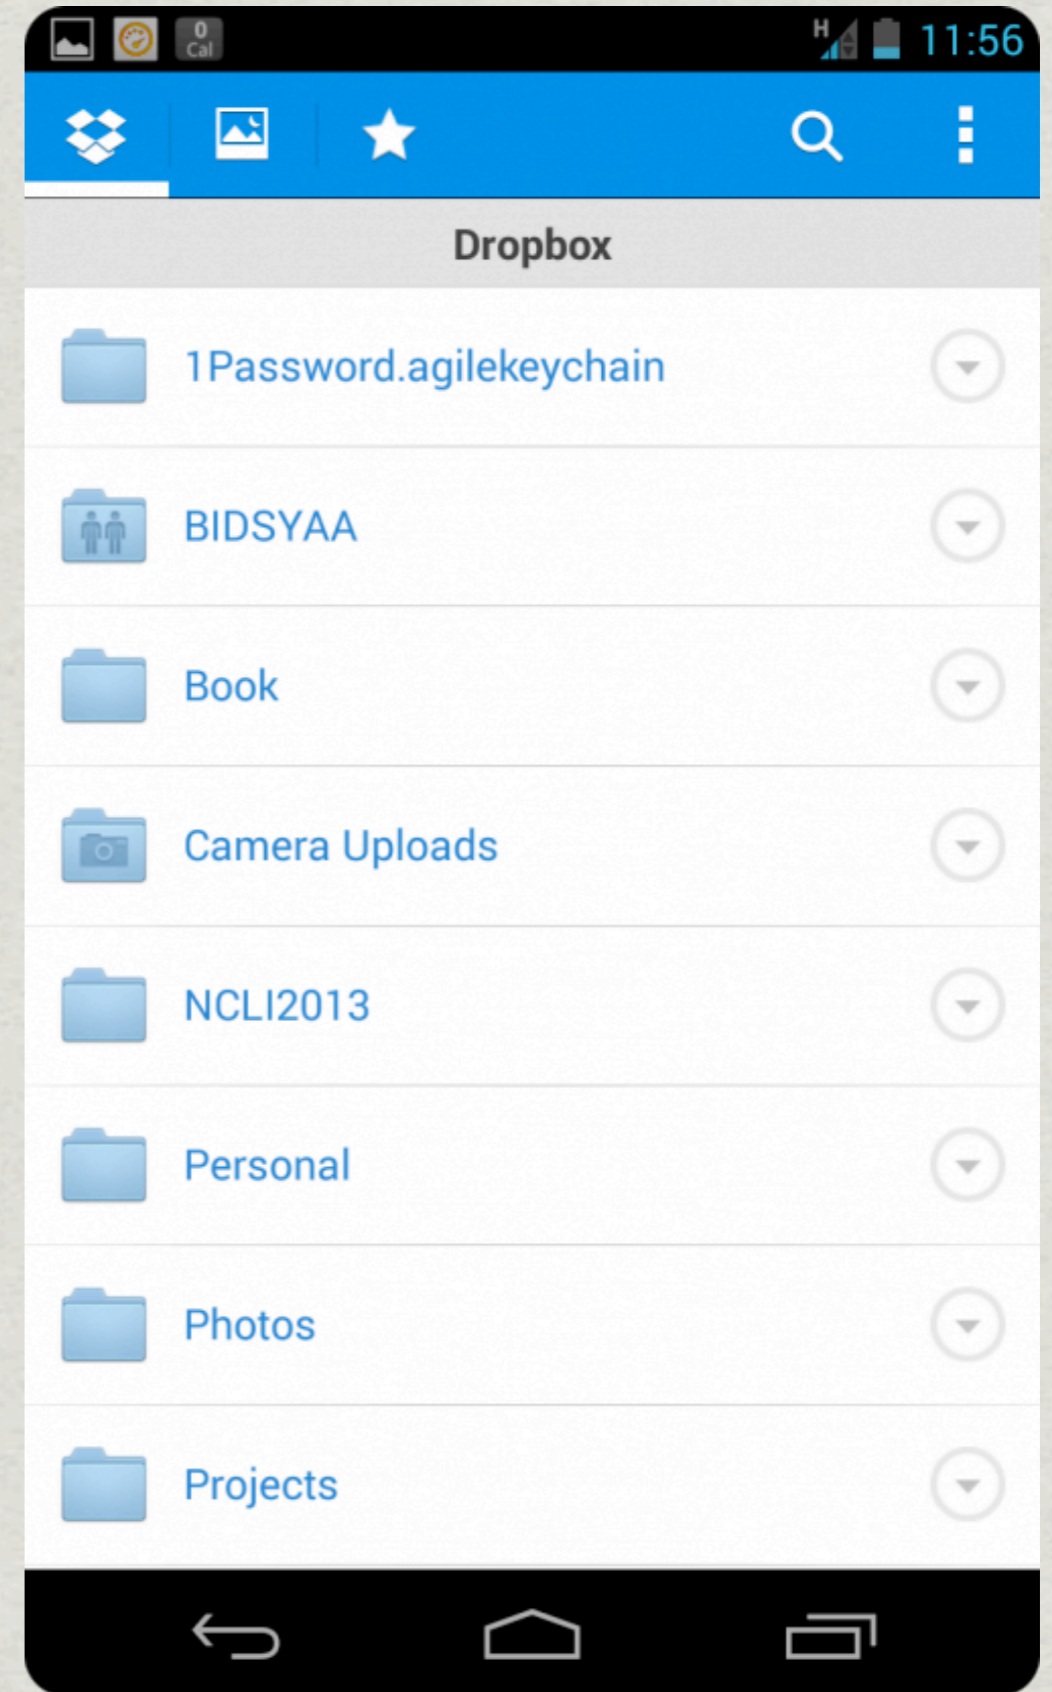 0
Cal
H
11:56
Dropbox
1Password.agilekeychain
BIDSYAA
Book
Camera Uploads
NCLI2013
Personal
Photos
Projects